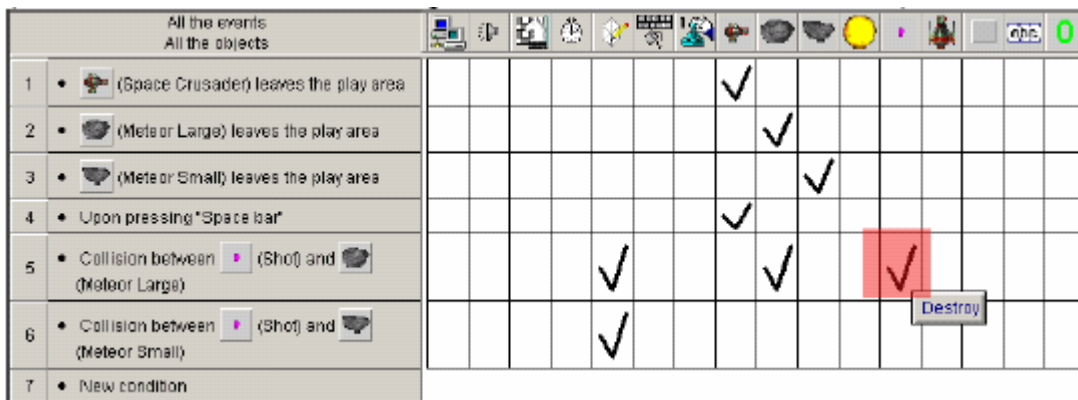 All the events
All the objects
1 • (Space Crusader) leaves the play area
2 • (Meteor Large) leaves the play area
3 • (Meteor Small) leaves the play area
4 • Upon pressing "Space bar"
5 • Collision between (Shot) and
(Meteor Large)
Destroy
6 • Collision between (Shot) and
(Meteor Small)
7 • New condition
abc
0